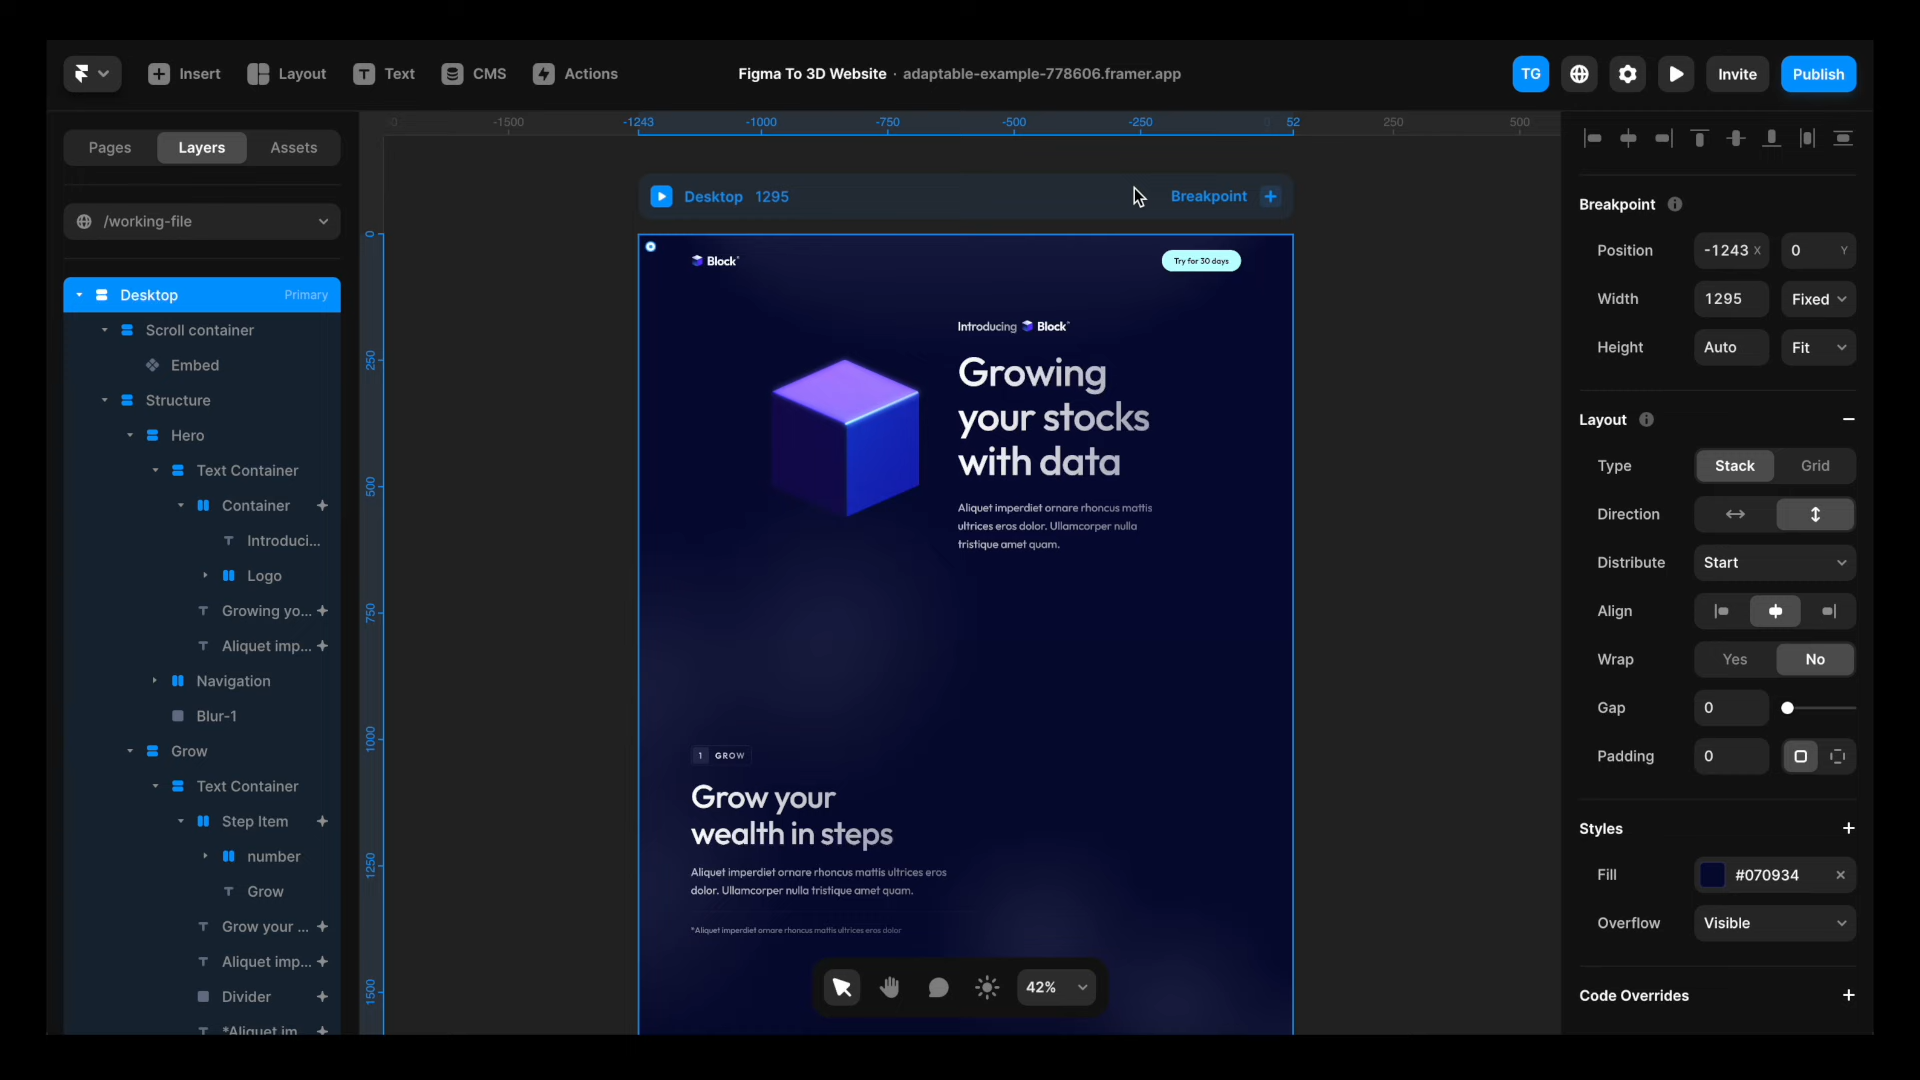 Insert Layout Text CMS Actions
Figma To 3D Website · adaptable-example-778606.framer.app
TG Invite Publish
Pages Layers Assets
/working-file
Desktop Primary
Scroll container
Embed
Structure
Hero
Text Container
Container
Introduci...
Logo
Growing yo...
Aliquet imp...
Navigation
Blur-1
Grow
Text Container
Step Item
number
Grow
Grow your ...
Aliquet imp...
Divider
*Aliquet im
-1500 -1243 -1000 -750 -500 -250 0 52 250 500
0
250
500
750
1000
1250
1500
Desktop 1295 Breakpoint
Block
Try for 30 days
Introducing Block
Growing
your stocks
with data
Aliquet imperdiet ornare rhoncus mattis
ultrices eros dolor. Ullamcorper nulla
tristique amet quam.
1 GROW
Grow your
wealth in steps
Aliquet imperdiet ornare rhoncus mattis ultrices eros
dolor. Ullamcorper nulla tristique amet quam.
*Aliquet imperdiet ornare rhoncus mattis ultrices eros dolor
42%
Breakpoint
Position -1243 X 0 Y
Width 1295 Fixed
Height Auto Fit
Layout
Type Stack Grid
Direction
Distribute Start
Align
Wrap Yes No
Gap 0
Padding 0
Styles
Fill #070934
Overflow Visible
Code Overrides